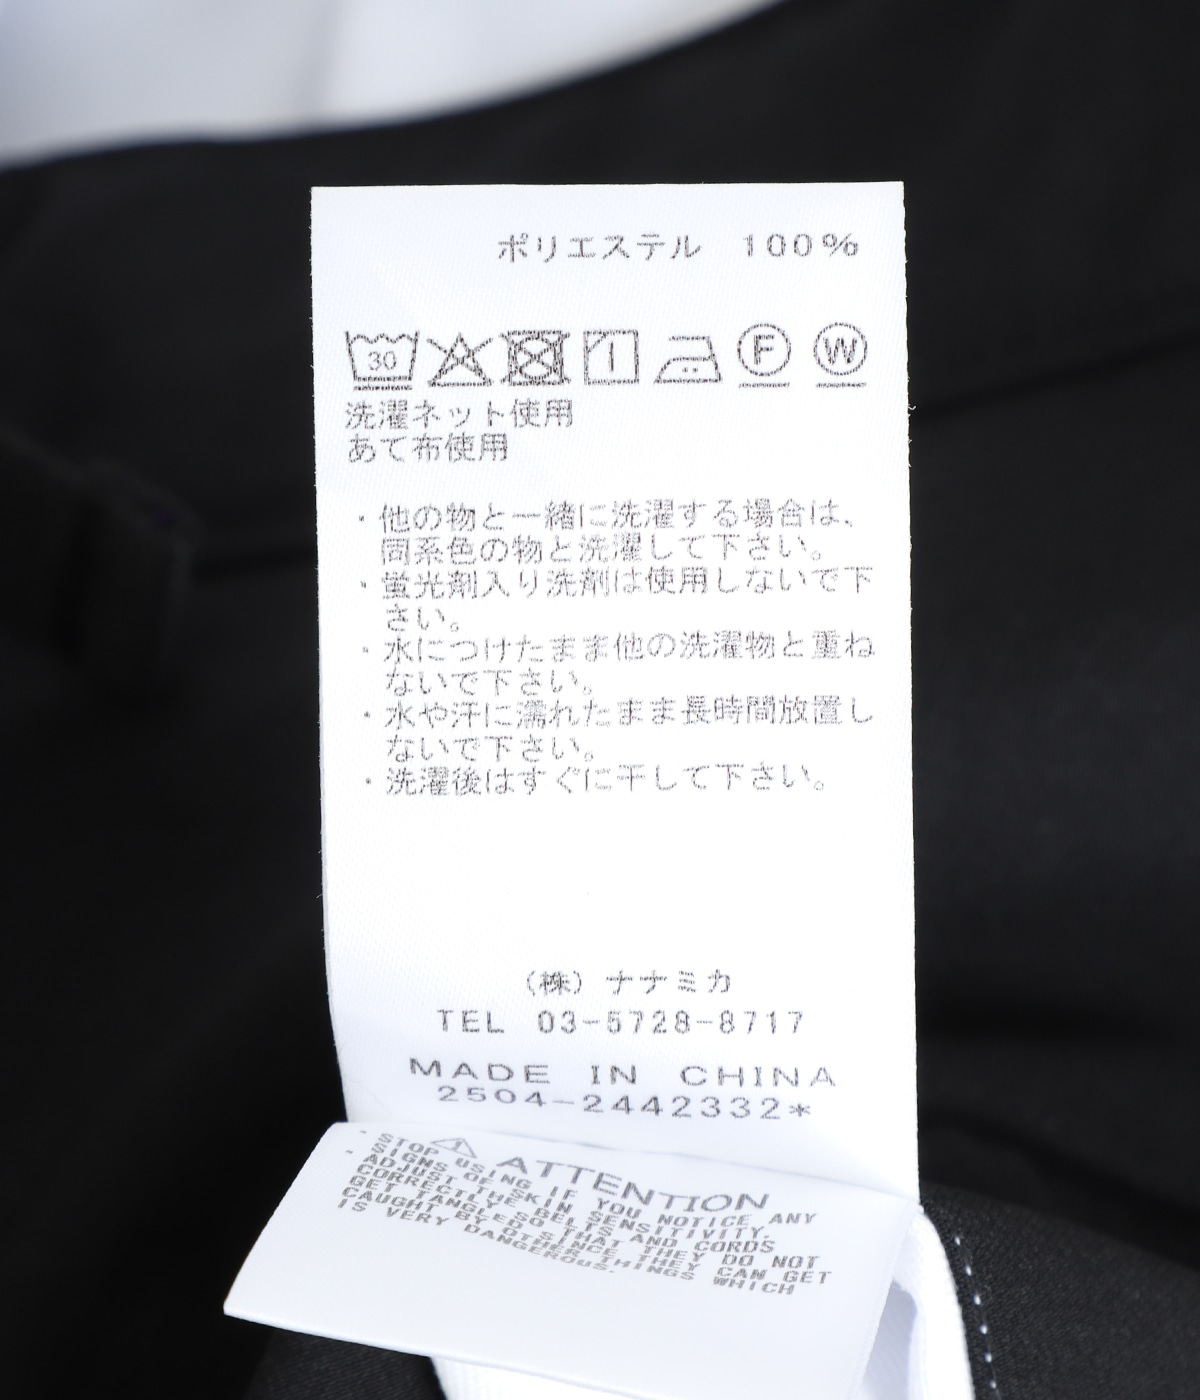 ポリエステル 100%
30 F W
洗濯ネット使用
あて布使用
・他の物と一緒に洗濯する場合は、
同系色の物と洗濯して下さい。
・蛍光剤入り洗剤は使用しないで下
さい。
・水につけたまま他の洗濯物と重ね
ないで下さい。
・水や汗に濡れたまま長時間放置し
ないで下さい。
・洗濯後はすぐに干して下さい。
(株) ナナミカ
TEL 03-5728-8717
MADE IN CHINA
2504-2442332*
ATTENTION
・STOP USING IF YOU NOTICE ANY
SIGNS OF SKIN SENSITIVITY.
・ADJUST THE BELTS AND CORDS
CORRECTLY SO THAT THEY DO NOT
GET TANGLED HENCE THEY CAN GET
CAUGHT BY OTHER THINGS WHICH
IS VERY DANGEROUS.